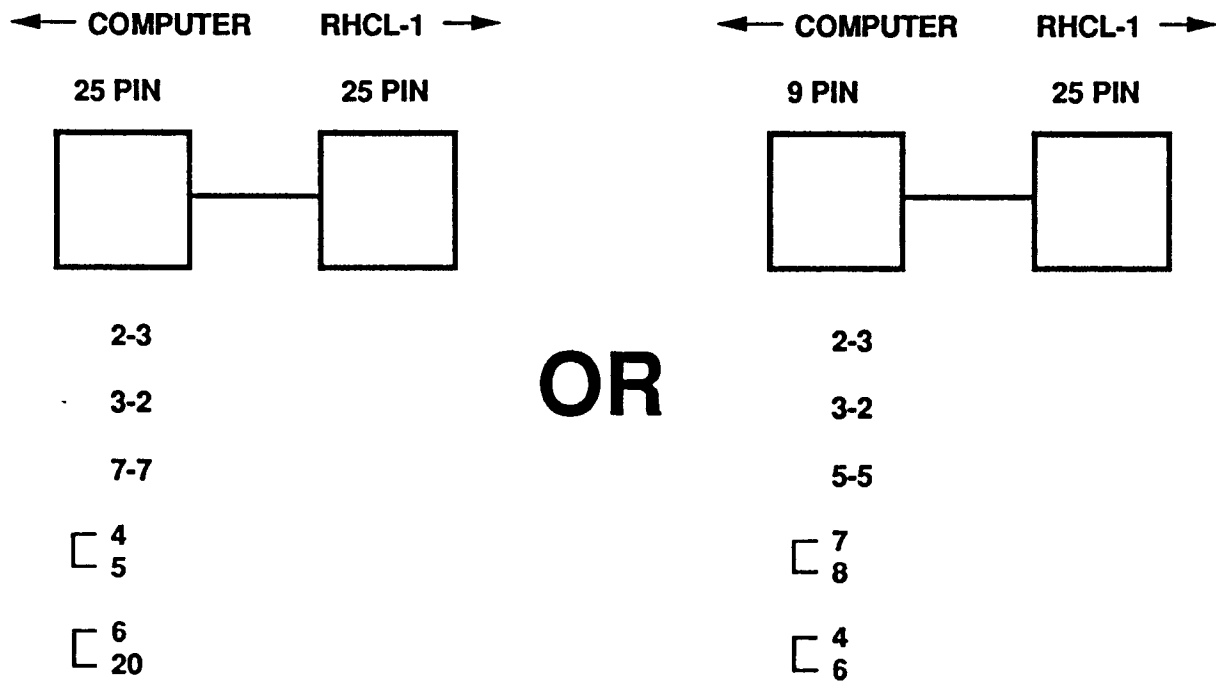 COMPUTER RHCL-1
25 PIN 25 PIN
2-3
3-2
7-7
4
5
6
20
OR
COMPUTER RHCL-1
9 PIN 25 PIN
2-3
3-2
5-5
7
8
4
6